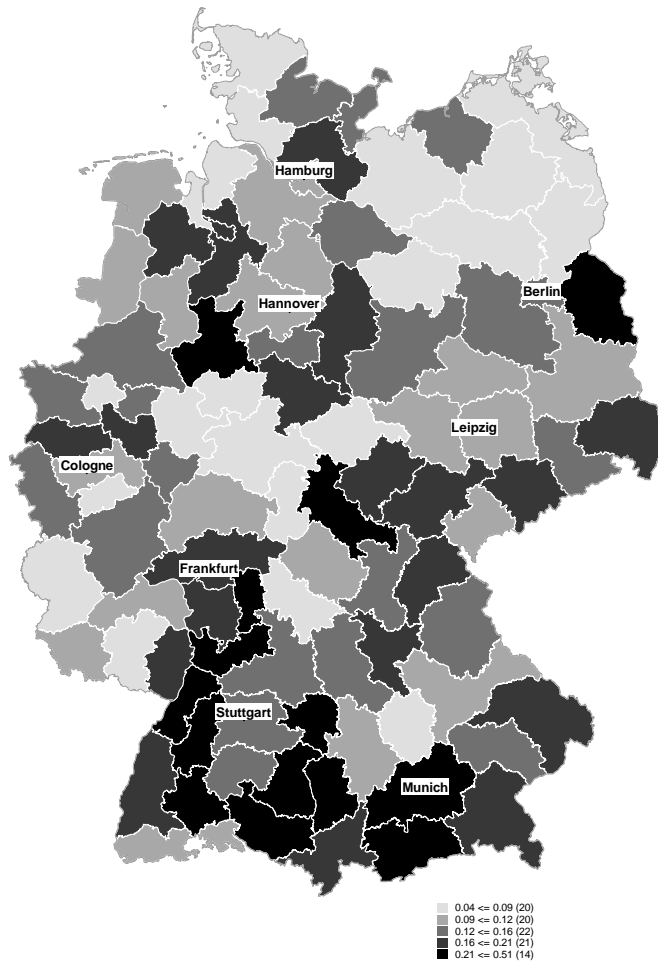 Hamburg
Berlin
Hannover
Leipzig
Cologne
Frankfurt
Stuttgart
Munich
0.04 <= 0.09 (20)
0.09 <= 0.12 (20)
0.12 <= 0.16 (22)
0.16 <= 0.21 (21)
0.21 <= 0.51 (14)